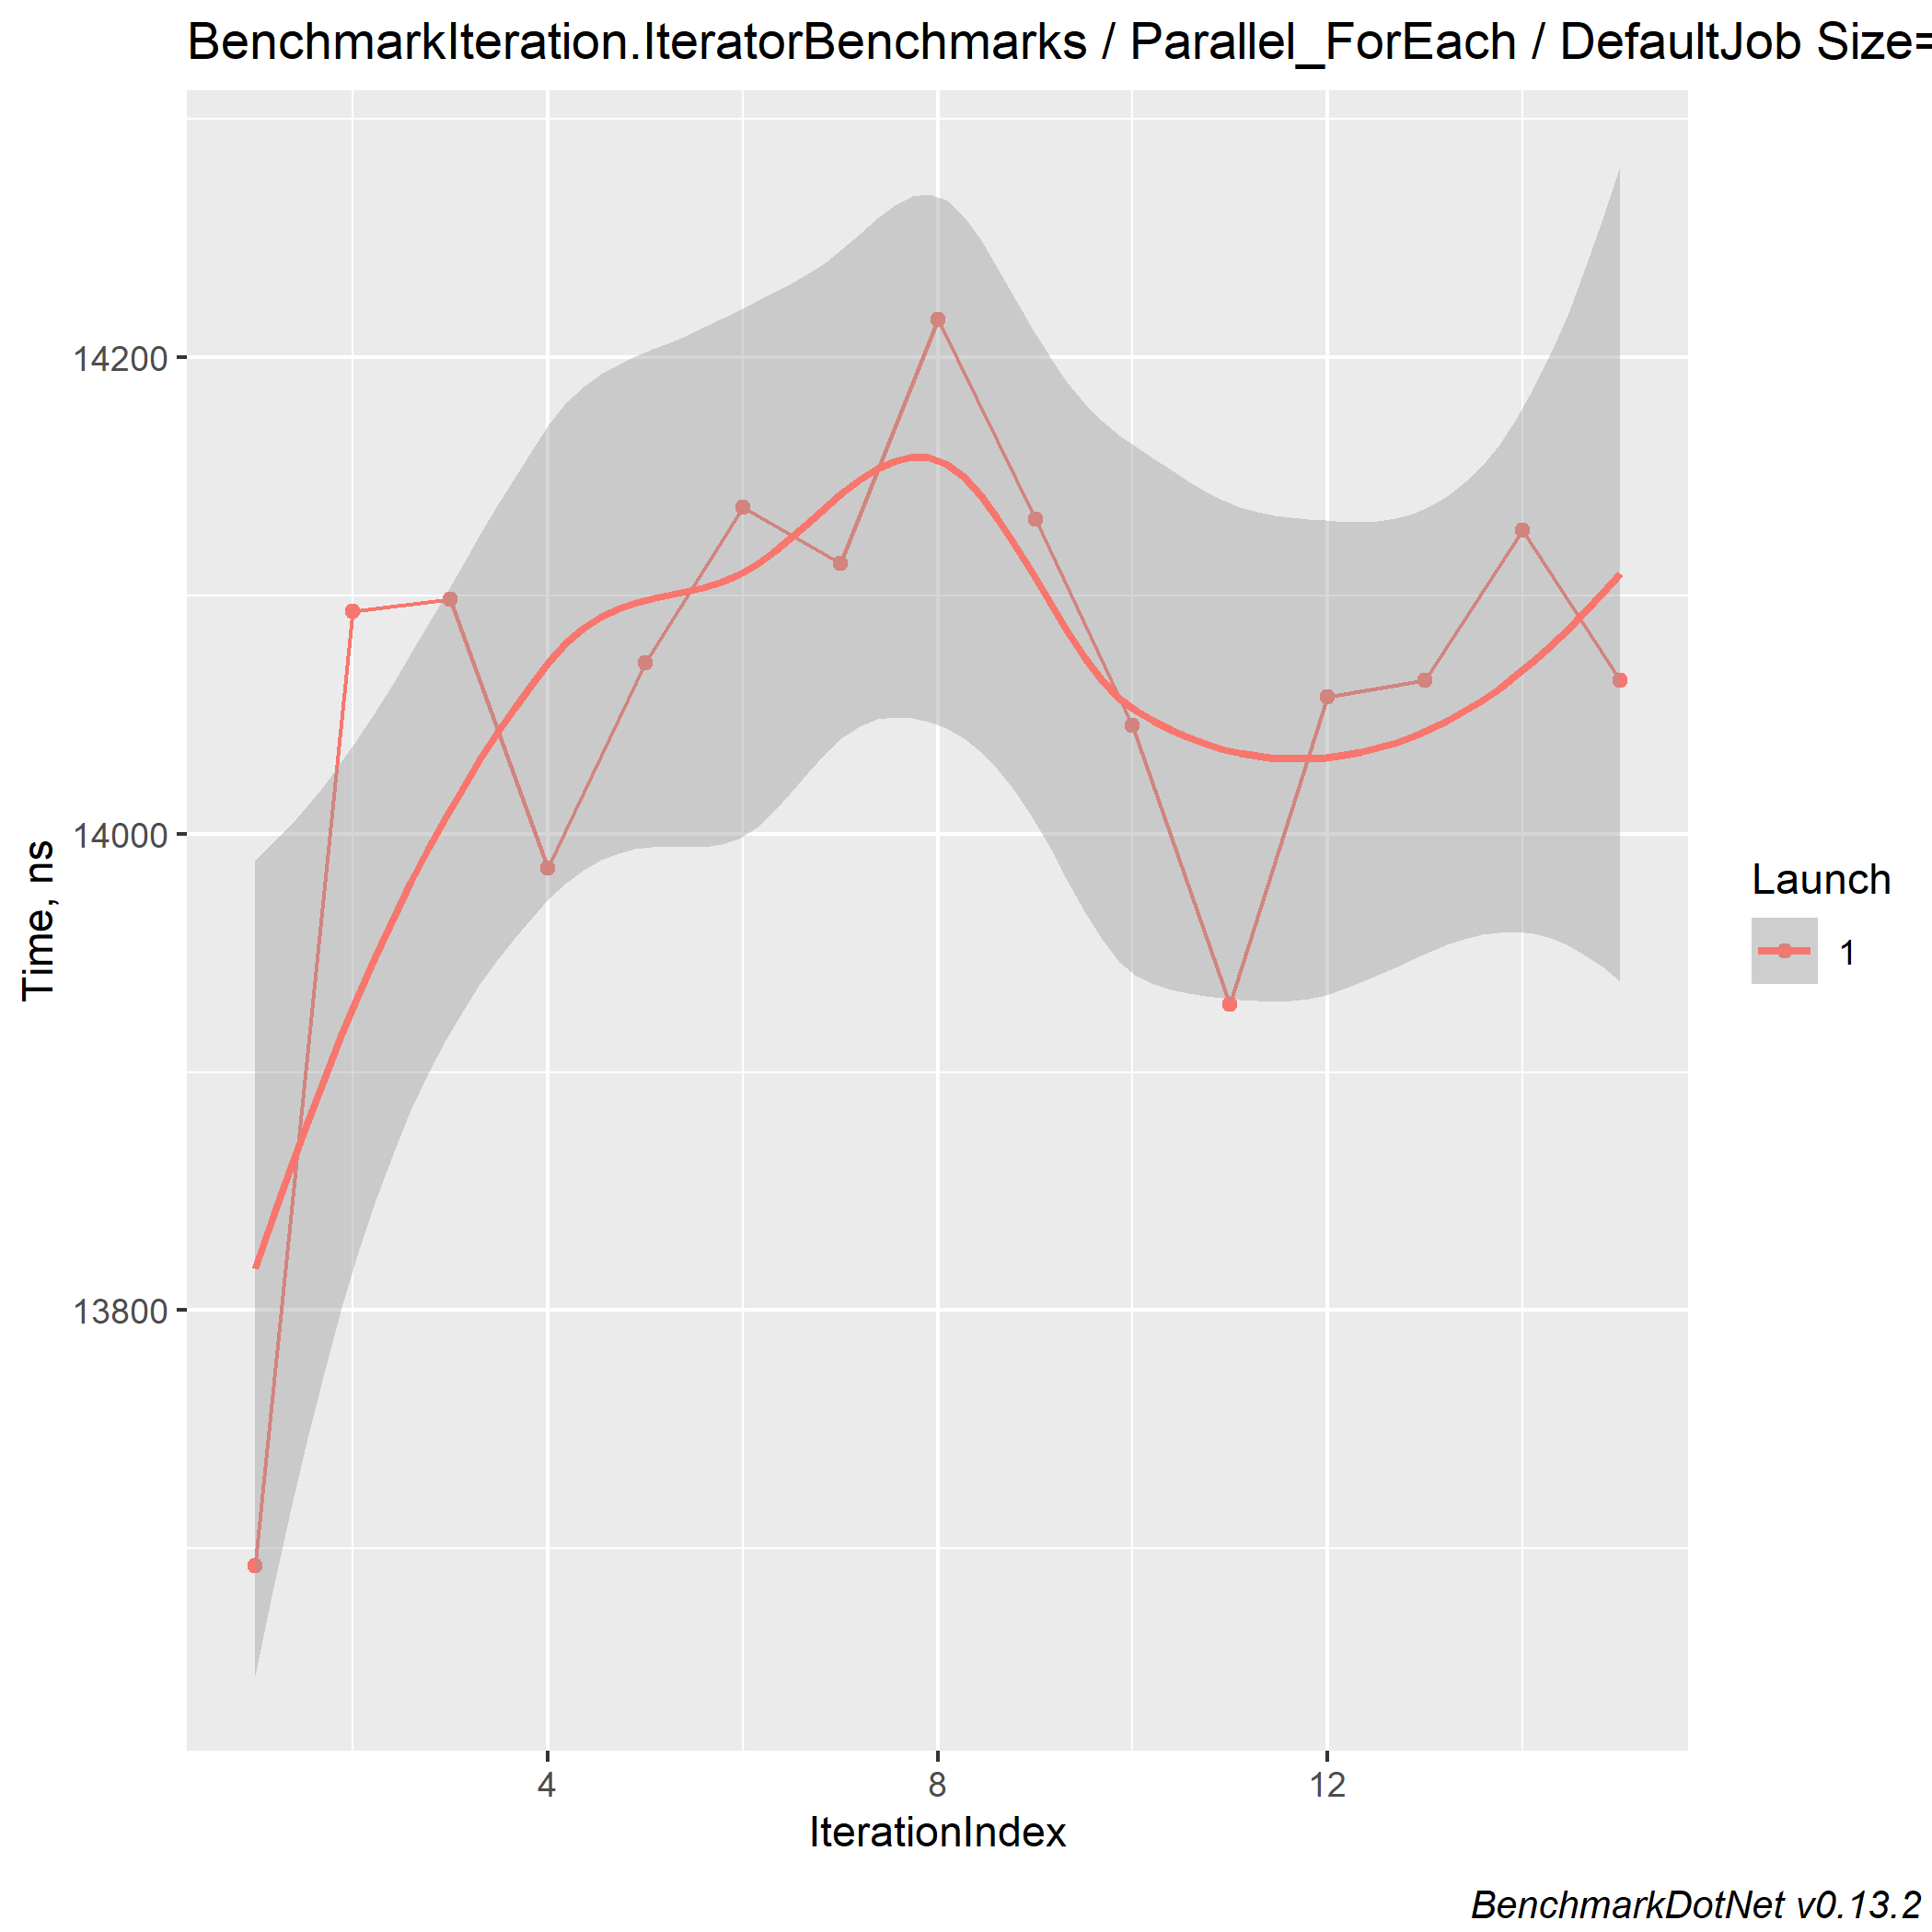 BenchmarkIteration.IteratorBenchmarks / Parallel_ForEach / DefaultJob Size=
14200
14000
13800
Time, ns
4
8
12
IterationIndex
Launch
1
BenchmarkDotNet v0.13.2